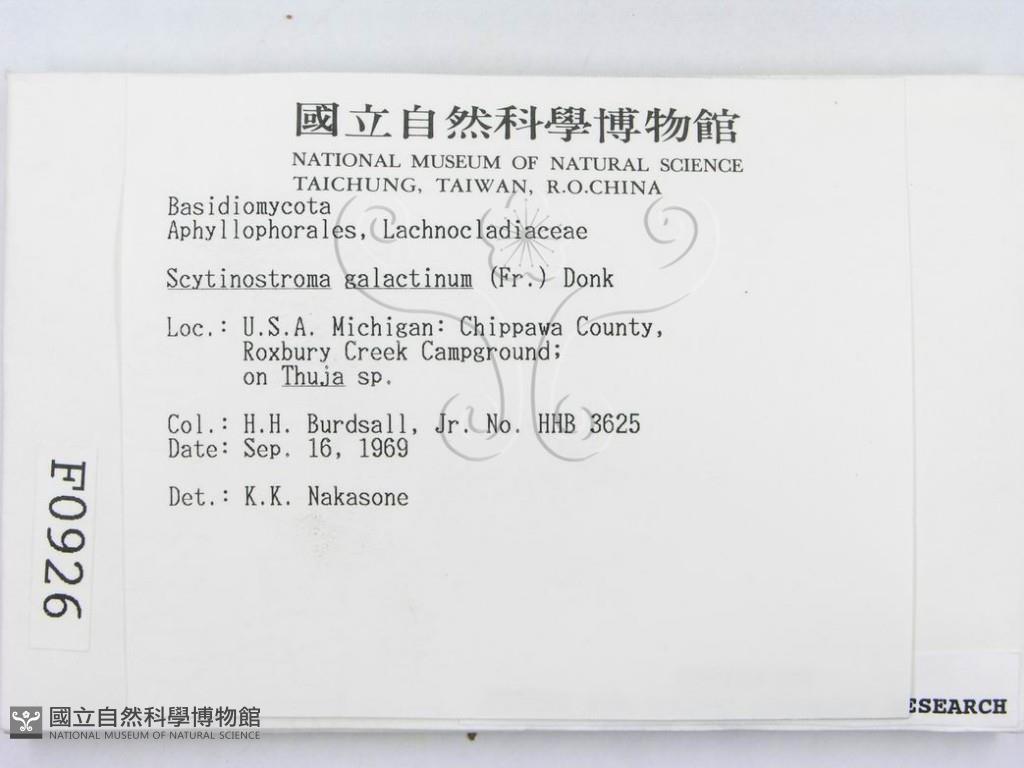 國立自然科學博物館
NATIONAL MUSEUM OF NATURAL SCIENCE
TAICHUNG, TAIWAN, R.O.CHINA
Basidiomycota
Aphyllophorales, Lachnocladiaceae
Scytinostroma galactinum (Fr.) Donk
Loc.: U.S.A. Michigan: Chippawa County,
Roxbury Creek Campground;
on Thuja sp.
Col.: H.H. Burdsall, Jr. No. HHB 3625
Date: Sep. 16, 1969
Det.: K.K. Nakasone
F0926
ESEARCH
國立自然科學博物館
NATIONAL MUSEUM OF NATURAL SCIENCE